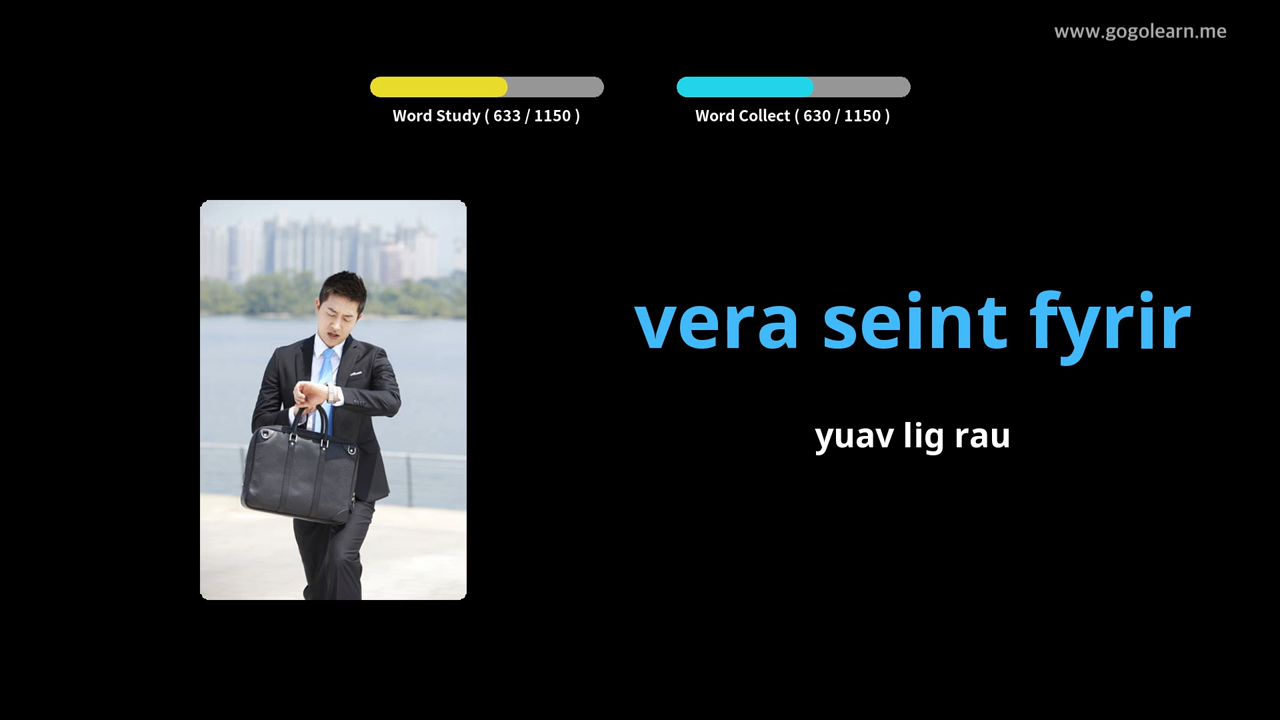 www.gogolearn.me
Word Study ( 633 / 1150 )
Word Collect ( 630 / 1150 )
vera seint fyrir
yuav lig rau